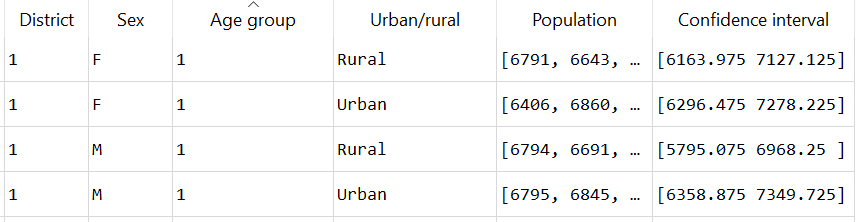 District Sex Age group Urban/rural Population Confidence interval
1 F 1 Rural [6791, 6643, … [6163.975 7127.125]
1 F 1 Urban [6406, 6860, … [6296.475 7278.225]
1 M 1 Rural [6794, 6691, … [5795.075 6968.25 ]
1 M 1 Urban [6795, 6845, … [6358.875 7349.725]